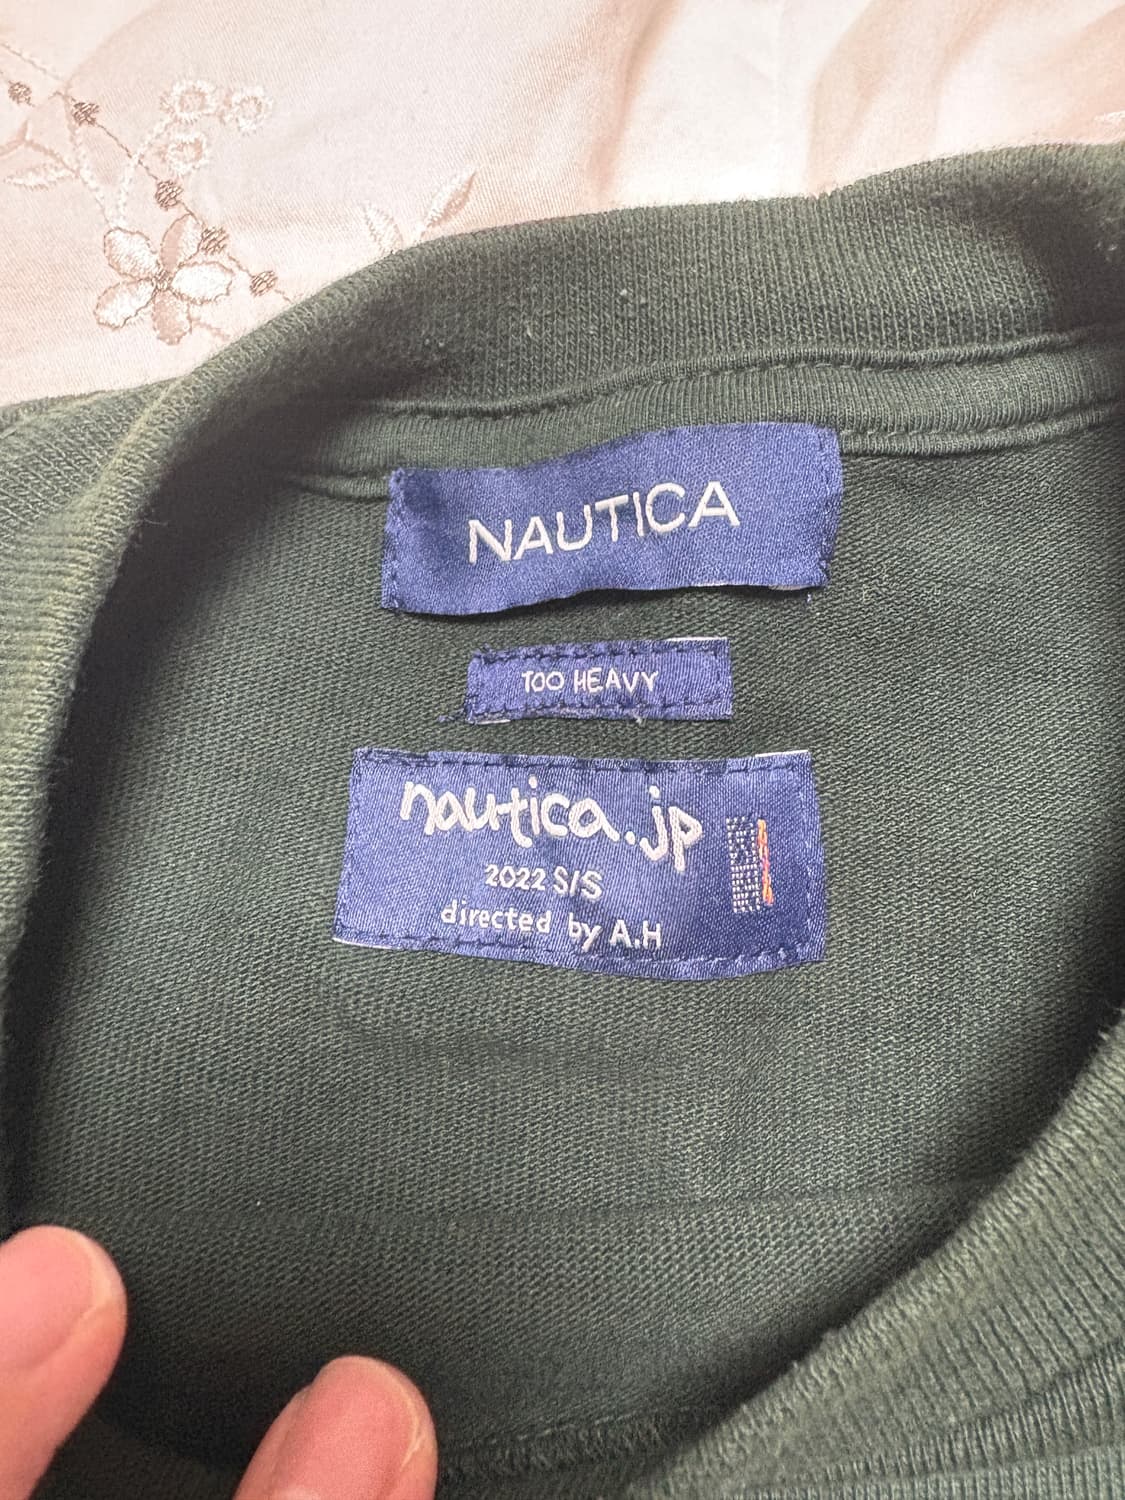 NAUTICA
TOO HEAVY
nautica.jp
2022 S/S
directed by A.H